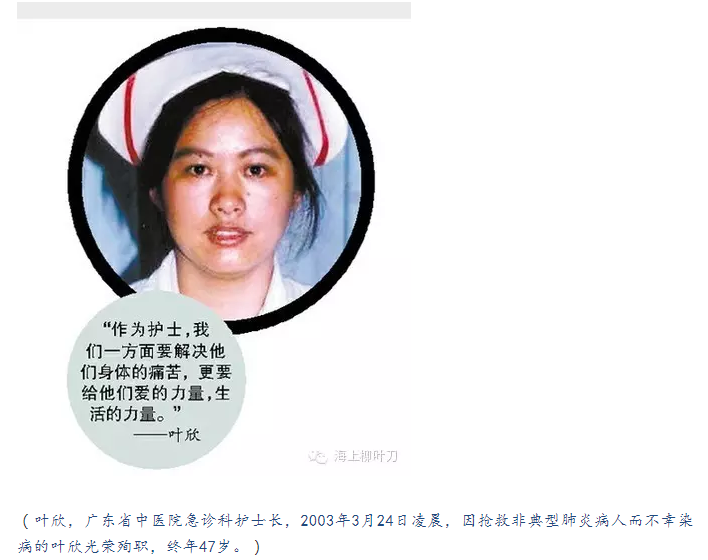 “作为护士,我
们一方面要解决他
们身体的痛苦，更要
给他们爱的力量,生
活的力量。”
——叶欣
海上柳叶刀
（叶欣，广东省中医院急诊科护士长，2003年3月24日凌晨，因抢救非典型肺炎病人而不幸染
病的叶欣光荣殉职，终年47岁。）